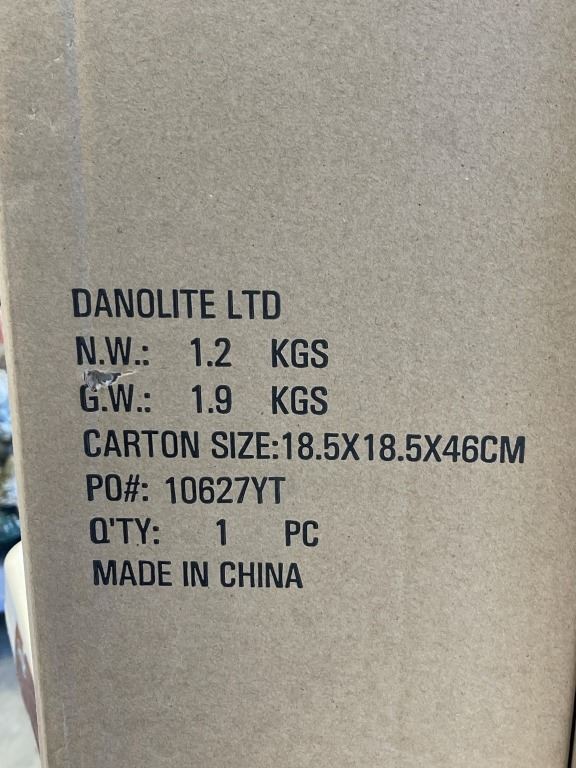 DANOLITE LTD
N.W.: 1.2 KGS
G.W.: 1.9 KGS
CARTON SIZE:18.5X18.5X46CM
PO#: 10627YT
Q'TY: 1 PC
MADE IN CHINA